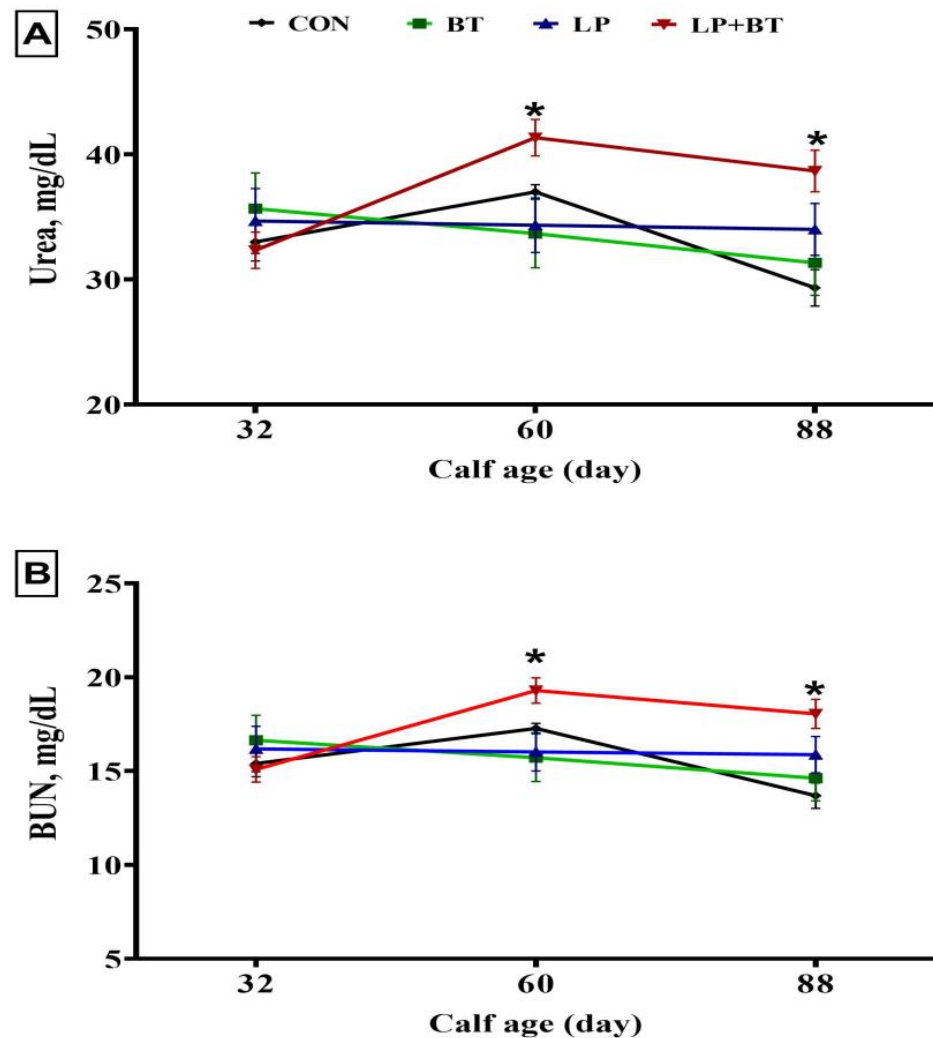 A
CON BT LP LP+BT
50
40
30
20
Urea, mg/dL
* *
32 60 88
Calf age (day)
B
25
20
15
10
5
BUN, mg/dL
* *
32 60 88
Calf age (day)